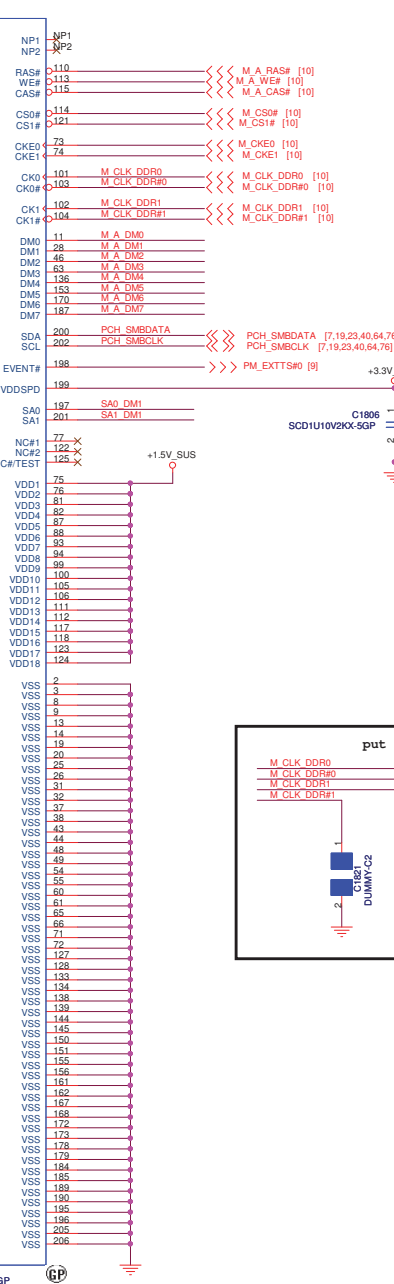 NP1 NP1
NP2 NP2
RAS# 110 M_A_RAS# [10]
WE# 113 M_A_WE# [10]
CAS# 115 M_A_CAS# [10]
CS0# 114 M_CS0# [10]
CS1# 121 M_CS1# [10]
CKE0 73 M_CKE0 [10]
CKE1 74 M_CKE1 [10]
CK0 101 M_CLK_DDR0 M_CLK_DDR0 [10]
CK0# 103 M_CLK_DDR#0 M_CLK_DDR#0 [10]
CK1 102 M_CLK_DDR1 M_CLK_DDR1 [10]
CK1# 104 M_CLK_DDR#1 M_CLK_DDR#1 [10]
DM0 11 M_A_DM0
DM1 28 M_A_DM1
DM2 46 M_A_DM2
DM3 63 M_A_DM3
DM4 136 M_A_DM4
DM5 153 M_A_DM5
DM6 170 M_A_DM6
DM7 187 M_A_DM7
SDA 200 PCH_SMBDATA PCH_SMBDATA [7,19,23,40,64,76
SCL 202 PCH_SMBCLK PCH_SMBCLK [7,19,23,40,64,76]
EVENT# 198 PM_EXTTS#0 [9]
VDDSPD 199 +3.3V_
SA0 197 SA0_DM1
SA1 201 SA1_DM1
C1806
SCD1U10V2KX-5GP
1
2
NC#1 77
NC#2 122
C#/TEST 125
+1.5V_SUS
VDD1 75
VDD2 76
VDD3 81
VDD4 82
VDD5 87
VDD6 88
VDD7 93
VDD8 94
VDD9 99
VDD10 100
VDD11 105
VDD12 106
VDD13 111
VDD14 112
VDD15 117
VDD16 118
VDD17 123
VDD18 124
VSS 2
VSS 3
VSS 8
VSS 9
VSS 13
VSS 14
VSS 19
VSS 20
VSS 25
VSS 26
VSS 31
VSS 32
VSS 37
VSS 38
VSS 43
VSS 44
VSS 48
VSS 49
VSS 54
VSS 55
VSS 60
VSS 61
VSS 65
VSS 66
VSS 71
VSS 72
VSS 127
VSS 128
VSS 133
VSS 134
VSS 138
VSS 139
VSS 144
VSS 145
VSS 150
VSS 151
VSS 155
VSS 156
VSS 161
VSS 162
VSS 167
VSS 168
VSS 172
VSS 173
VSS 178
VSS 179
VSS 184
VSS 185
VSS 189
VSS 190
VSS 195
VSS 196
VSS 205
VSS 206
put
M_CLK_DDR0
M_CLK_DDR#0
M_CLK_DDR1
M_CLK_DDR#1
1
C1821
DUMMY-C2
2
GP
GP